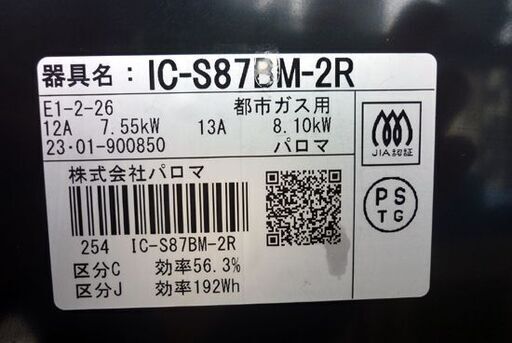 器具名：IC-S87BM-2R
E1-2-26 都市ガス用
12A 7.55kW 13A 8.10kW
23・01-900850 パロマ
株式会社パロマ
254 IC-S87BM-2R
区分C 効率56.3%
区分J 効率192Wh
JIA認証
PS
TG